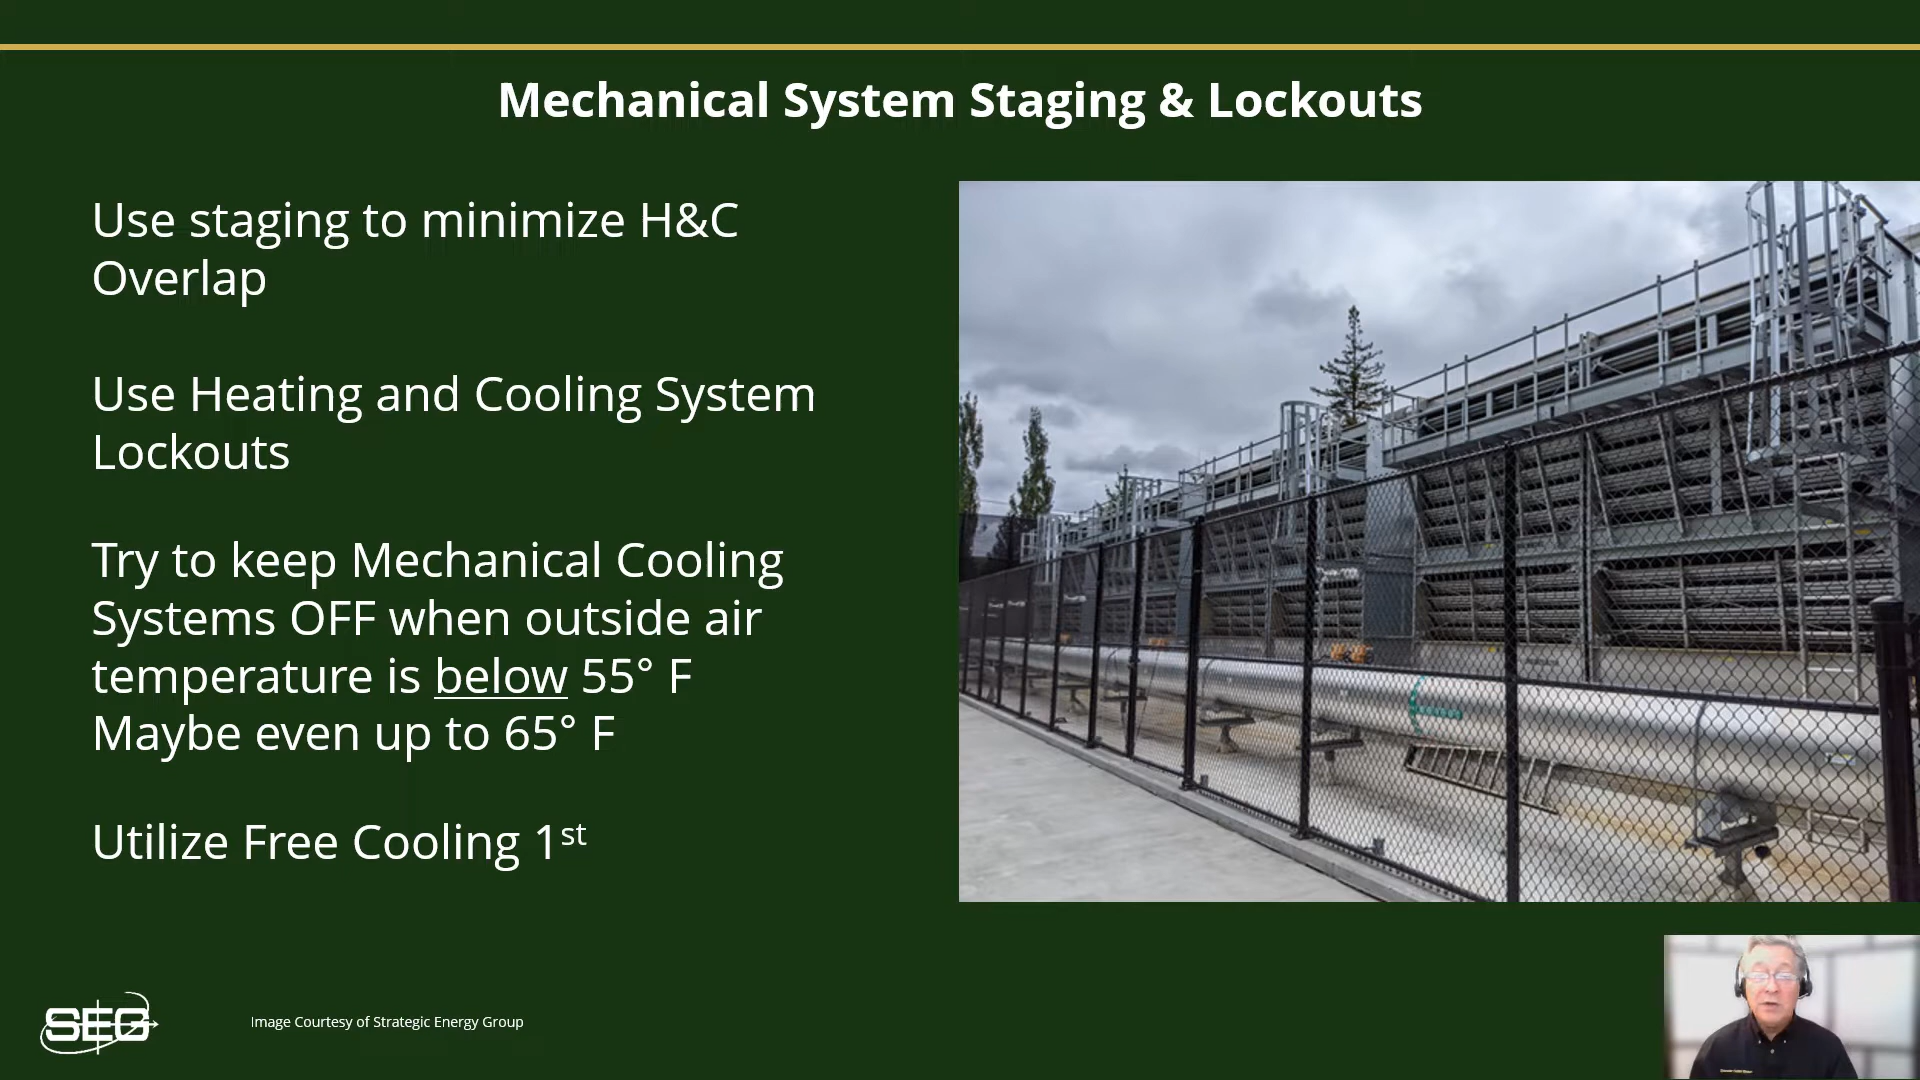 Mechanical System Staging & Lockouts
Use staging to minimize H&C
Overlap
Use Heating and Cooling System
Lockouts
Try to keep Mechanical Cooling
Systems OFF when outside air
temperature is below 55° F
Maybe even up to 65° F
Utilize Free Cooling 1st
SEG
Image Courtesy of Strategic Energy Group